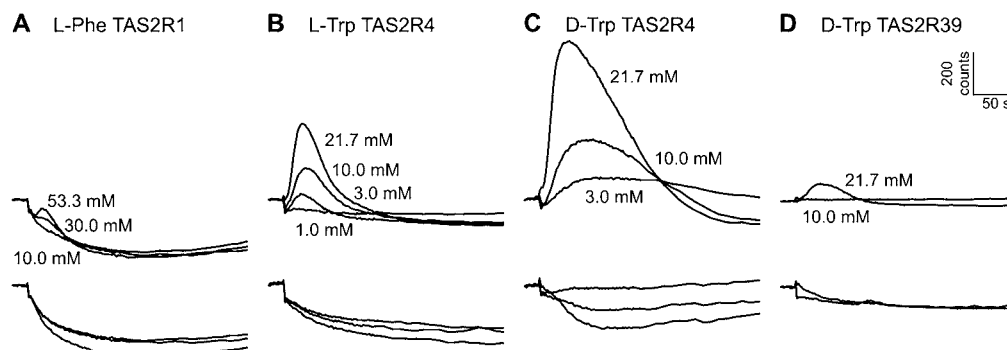 A L-Phe TAS2R1
B L-Trp TAS2R4
C D-Trp TAS2R4
D D-Trp TAS2R39
200
counts
50 s
53.3 mM
30.0 mM
10.0 mM
21.7 mM
10.0 mM
3.0 mM
1.0 mM
21.7 mM
10.0 mM
3.0 mM
21.7 mM
10.0 mM